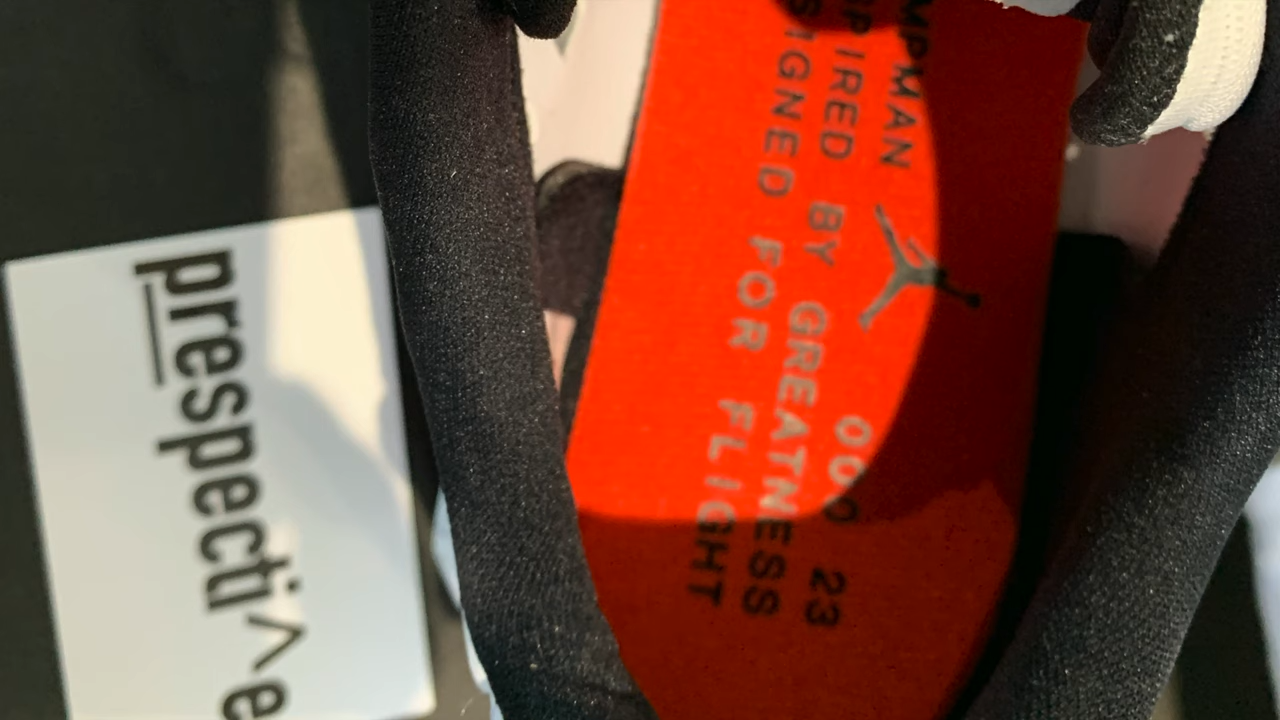 prespecti^e
MPMAN
PIRED BY GREATNESS
SIGNED FOR FLIGHT
000 23